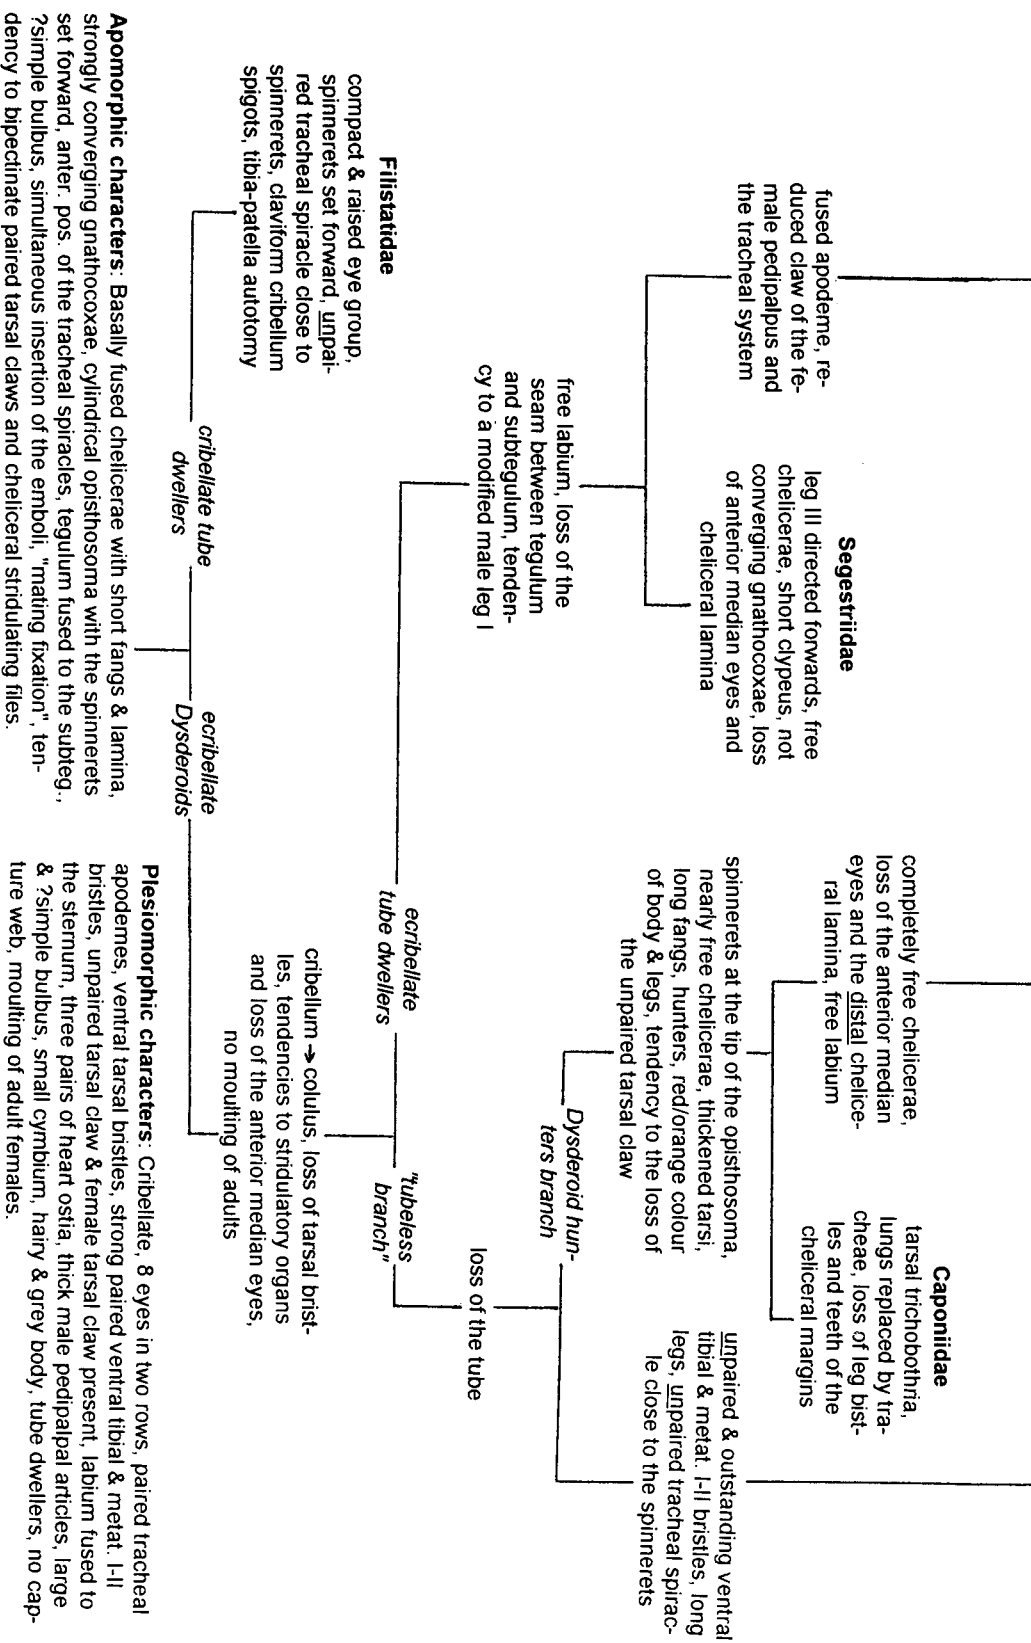 fused apodeme, re-
duced claw of the fe-
male pedipalpus and
the tracheal system
Segestriidae
leg III directed forwards, free
chelicerae, short clypeus, not
converging gnathocoxae, loss
of anterior median eyes and
cheliceral lamina
completely free chelicerae,
loss of the anterior median
eyes and the distal chelice-
ral lamina, free labium
Caponiidae
tarsal trichobothria,
lungs replaced by tra-
cheae, loss of leg bist-
les and teeth of the
cheliceral margins
spinnerets at the tip of the opisthosoma,
nearly free chelicerae, thickened tarsi,
long fangs, hunters, red/orange colour
of body & legs, tendency to the loss of
the unpaired tarsal claw
unpaired & outstanding ventral
tibial & metat. I-II bristles, long
legs, unpaired tracheal spirac-
le close to the spinnerets
Dysderoid hun-
ters branch
free labium, loss of the
seam between tegulum
and subtegulum, tenden-
cy to a modified male leg I
loss of the tube
ecribellate
tube dwellers
"tubeless
branch"
Filistatidae
compact & raised eye group,
spinnerets set forward, unpai-
red tracheal spiracle close to
spinnerets, claviform cribellum
spigots, tibia-patella autotomy
cribellum → colulus, loss of tarsal brist-
les, tendencies to stridulatory organs
and loss of the anterior median eyes,
no moulting of adults
cribellate tube
dwellers
ecribellate
Dysderoids
Apomorphic characters: Basally fused chelicerae with short fangs & lamina,
strongly converging gnathocoxae, cylindrical opisthosoma with the spinnerets
set forward, anter. pos. of the tracheal spiracles, tegulum fused to the subteg.,
?simple bulbus, simultaneous insertion of the emboli, "mating fixation", ten-
dency to bipectinate paired tarsal claws and cheliceral stridulating files.
Plesiomorphic characters: Cribellate, 8 eyes in two rows, paired tracheal
apodemes, ventral tarsal bristles, strong paired ventral tibial & metat. I-II
bristles, unpaired tarsal claw & female tarsal claw present, labium fused to
the sternum, three pairs of heart ostia, thick male pedipalpal articles, large
& ?simple bulbus, small cymbium, hairy & grey body, tube dwellers, no cap-
ture web, moulting of adult females.